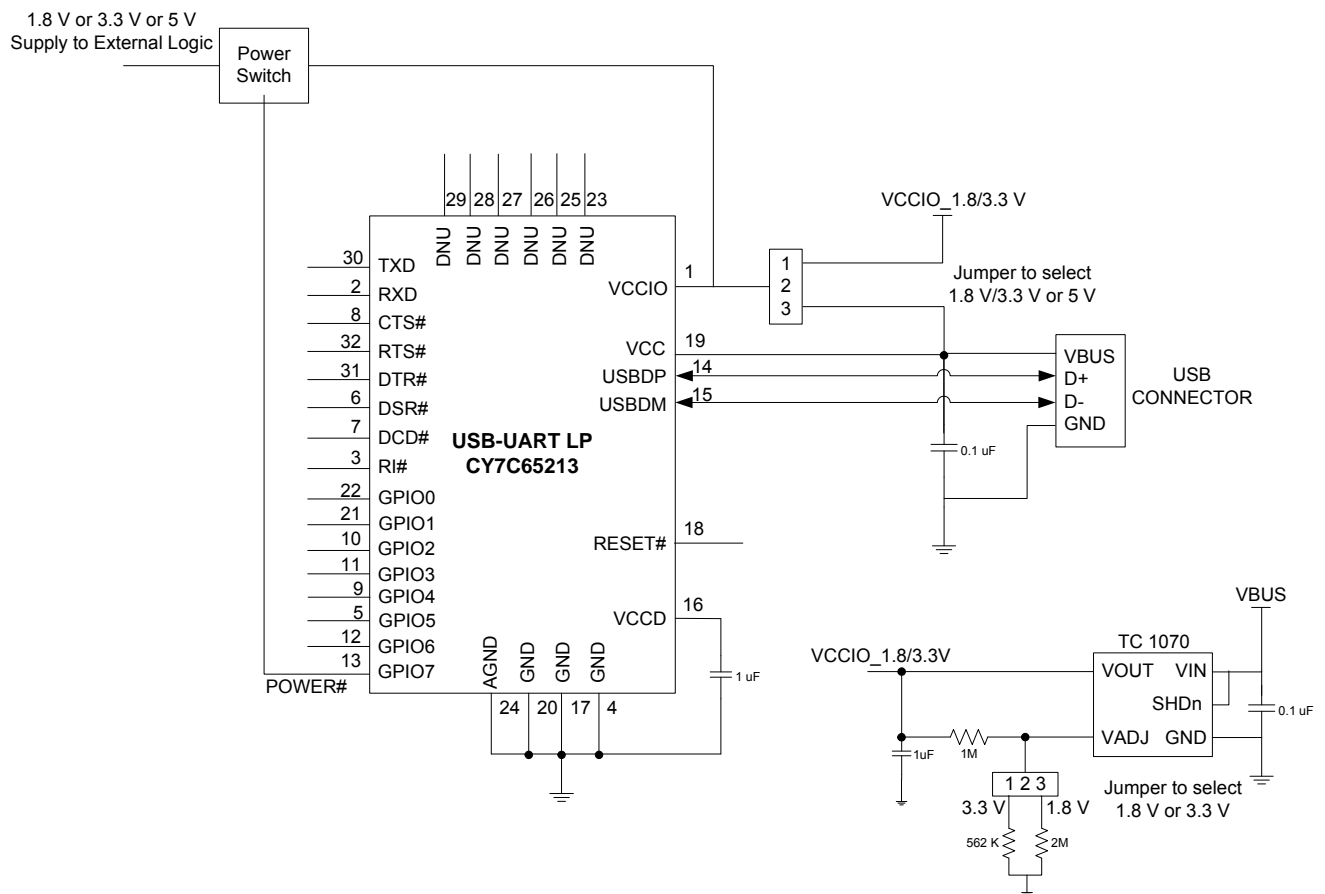 1.8 V or 3.3 V or 5 V
Supply to External Logic
Power
Switch
29 28 27 26 25 23
DNU DNU DNU DNU DNU DNU
VCCIO_1.8/3.3 V
1
2
3
Jumper to select
1.8 V/3.3 V or 5 V
30 TXD
2 RXD
8 CTS#
32 RTS#
31 DTR#
6 DSR#
7 DCD#
3 RI#
22 GPIO0
21 GPIO1
10 GPIO2
11 GPIO3
9 GPIO4
5 GPIO5
12 GPIO6
13 GPIO7
POWER#
USB-UART LP
CY7C65213
VCCIO 1
VCC 19
USBDP 14
USBDM 15
RESET# 18
VCCD 16
AGND GND GND GND
24 20 17 4
1 uF
VBUS
D+
D-
GND
USB
CONNECTOR
0.1 uF
VBUS
TC 1070
VCCIO_1.8/3.3V
VOUT VIN
SHDn
VADJ GND
0.1 uF
1uF
1M
1 2 3
3.3 V 1.8 V
562 K 2M
Jumper to select
1.8 V or 3.3 V